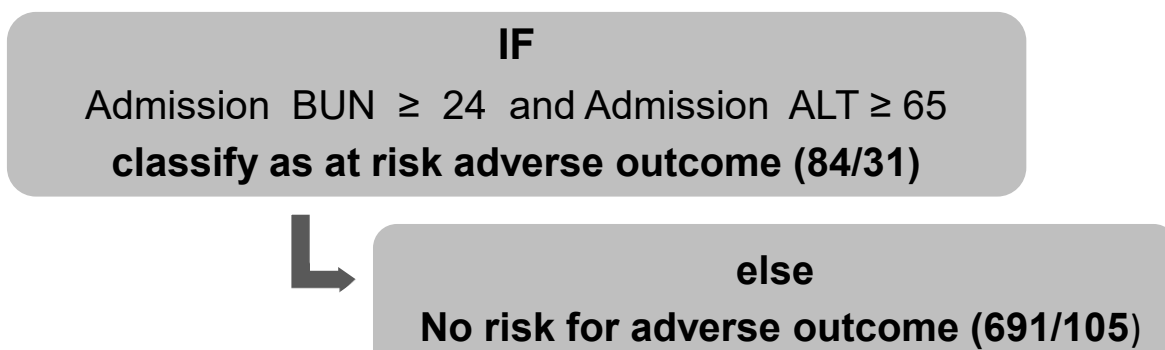 IF
Admission BUN ≥ 24 and Admission ALT ≥ 65
classify as at risk adverse outcome (84/31)
else
No risk for adverse outcome (691/105)